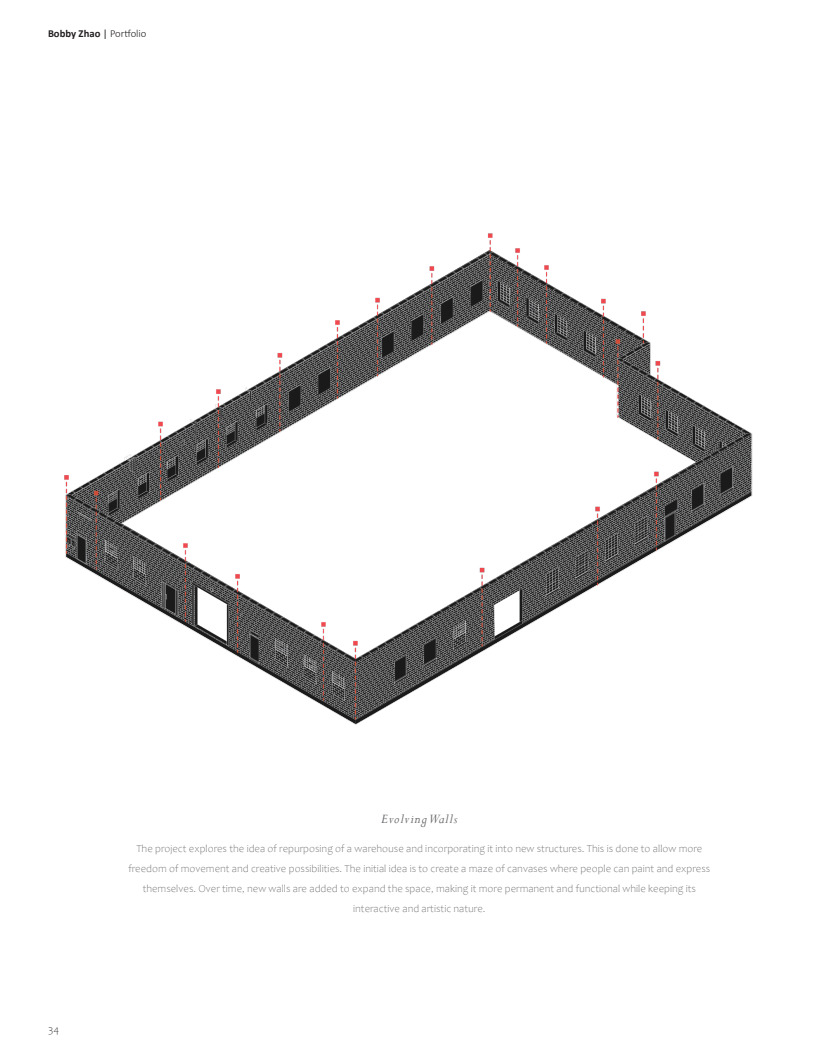 Bobby Zhao | Portfolio
Evolving Walls
The project explores the idea of repurposing of a warehouse and incorporating it into new structures. This is done to allow more
freedom of movement and creative possibilities. The initial idea is to create a maze of canvases where people can paint and express
themselves. Over time, new walls are added to expand the space, making it more permanent and functional while keeping its
interactive and artistic nature.
34